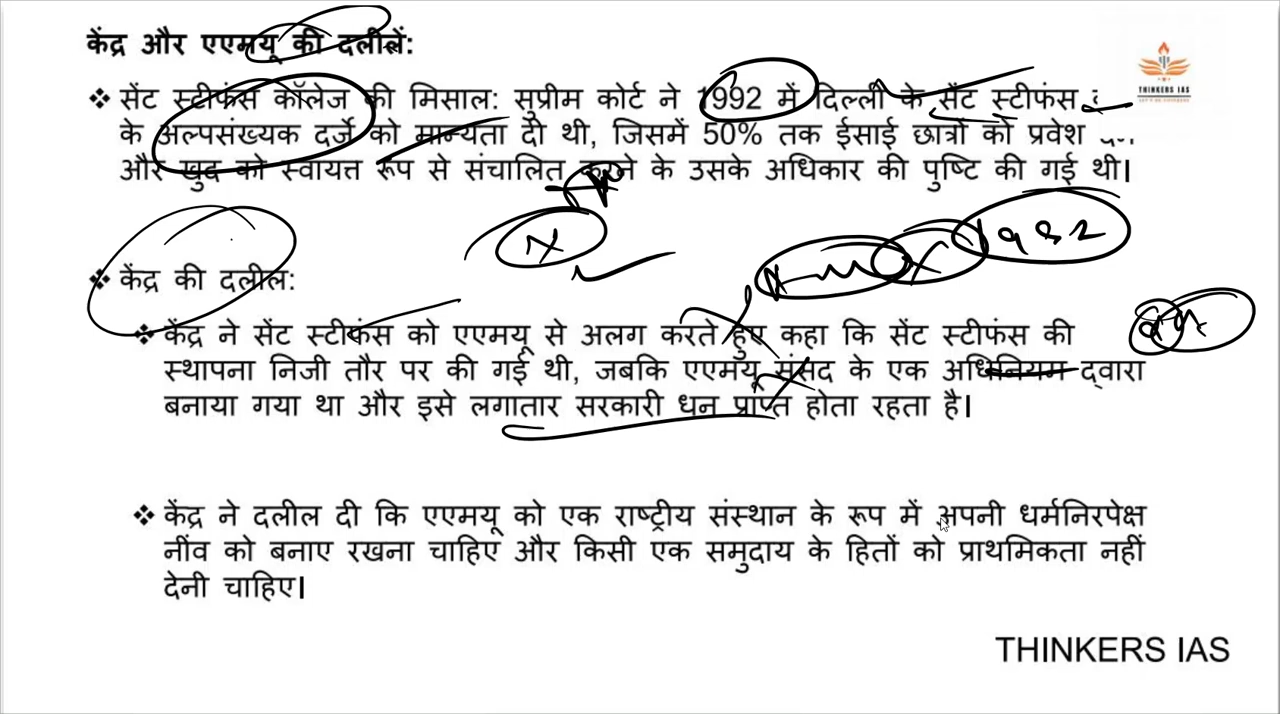 केंद्र और एएमयू की दलीलें:
THINKERS IAS
❖ सेंट स्टीफंस कॉलेज की मिसाल: सुप्रीम कोर्ट ने 1992 में दिल्ली के सेंट स्टीफंस
के अल्पसंख्यक दर्जे को मान्यता दी थी, जिसमें 50% तक ईसाई छात्रों को प्रवेश
और खुद को स्वायत्त रूप से संचालित करने के उसके अधिकार की पुष्टि की गई थी।
❖ केंद्र की दलील:
❖ केंद्र ने सेंट स्टीफंस को एएमयू से अलग करते हुए कहा कि सेंट स्टीफंस की
स्थापना निजी तौर पर की गई थी, जबकि एएमयू संसद के एक अधिनियम द्वारा
बनाया गया था और इसे लगातार सरकारी धन प्राप्त होता रहता है।
❖ केंद्र ने दलील दी कि एएमयू को एक राष्ट्रीय संस्थान के रूप में अपनी धर्मनिरपेक्ष
नींव को बनाए रखना चाहिए और किसी एक समुदाय के हितों को प्राथमिकता नहीं
देनी चाहिए।
THINKERS IAS